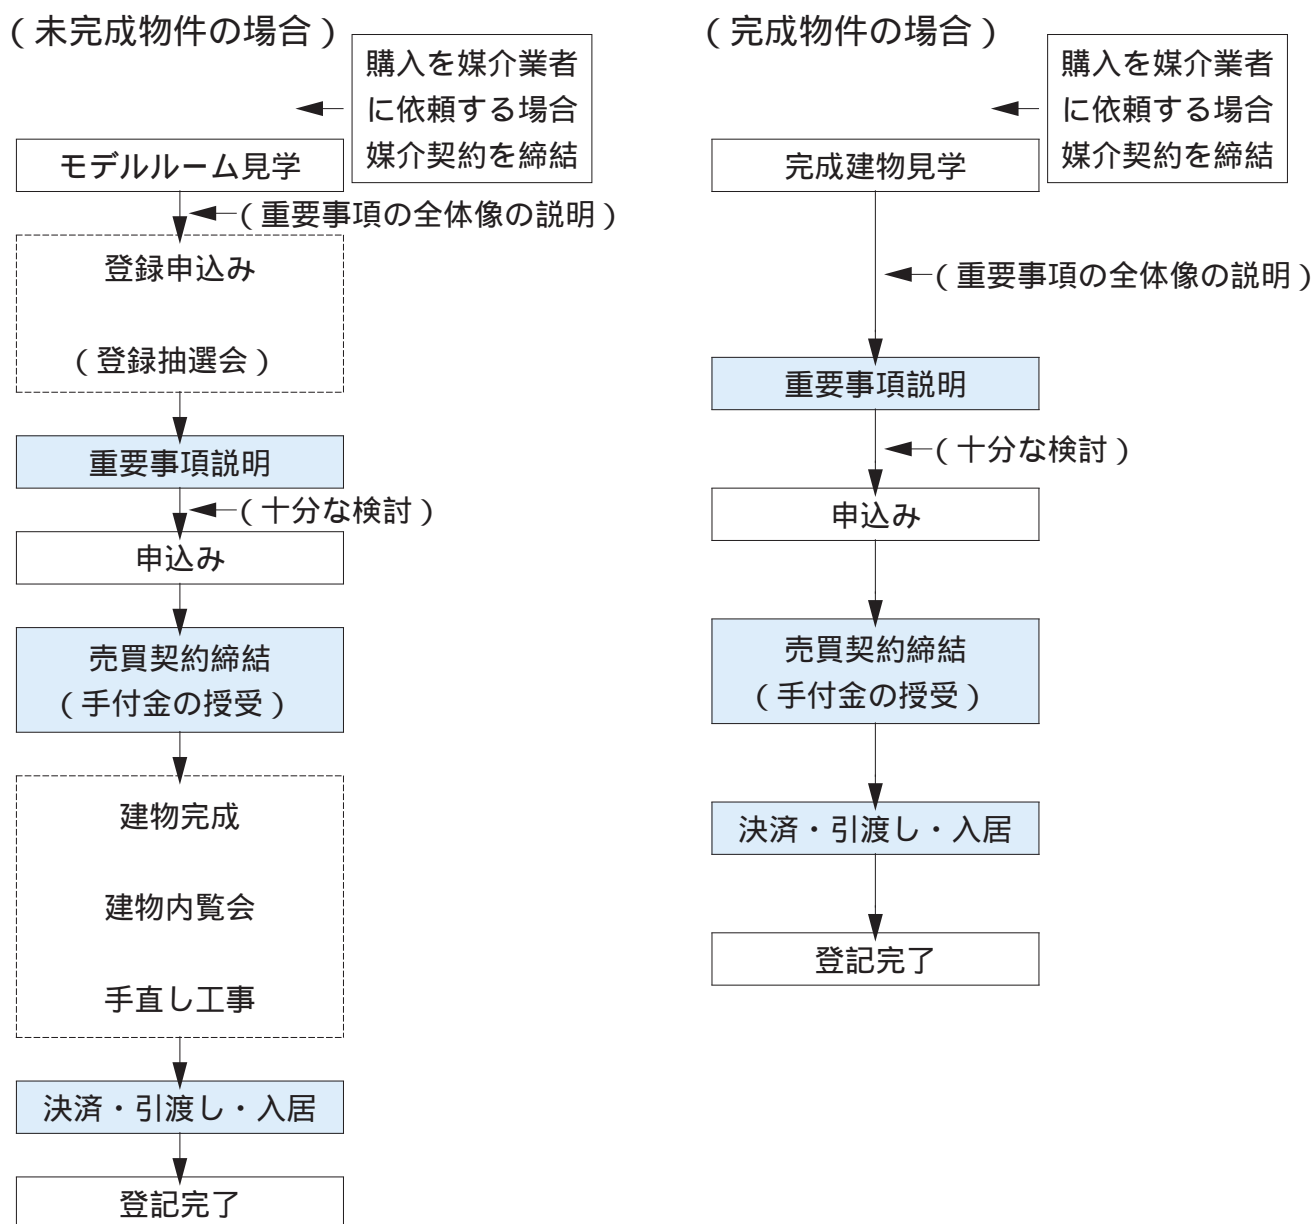 (未完成物件の場合)
購入を媒介業者
に依頼する場合
媒介契約を締結
モデルルーム見学
(重要事項の全体像の説明)
登録申込み
(登録抽選会)
重要事項説明
(十分な検討)
申込み
売買契約締結
(手付金の授受)
建物完成
建物内覧会
手直し工事
決済・引渡し・入居
登記完了
(完成物件の場合)
購入を媒介業者
に依頼する場合
媒介契約を締結
完成建物見学
(重要事項の全体像の説明)
重要事項説明
(十分な検討)
申込み
売買契約締結
(手付金の授受)
決済・引渡し・入居
登記完了